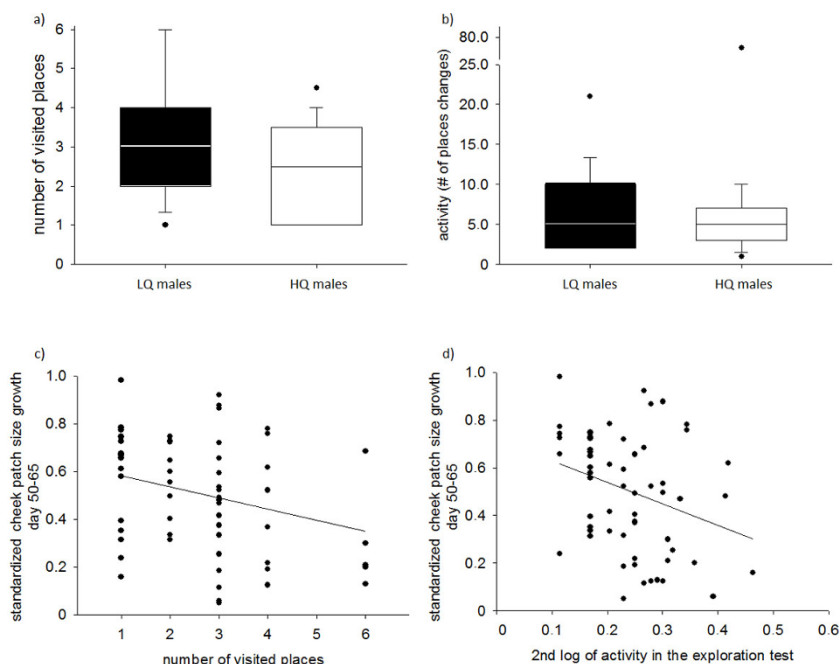 a)
number of visited places
6
5
4
3
2
1
0
LQ males
HQ males
b)
activity (# of places changes)
80.0
25.0
20.0
15.0
10.0
5.0
0
LQ males
HQ males
c)
standardized cheek patch size growth
day 50-65
1.0
0.8
0.6
0.4
0.2
0
1 2 3 4 5 6
number of visited places
d)
standardized cheek patch size growth
day 50-65
1.0
0.8
0.6
0.4
0.2
0
0 0.1 0.2 0.3 0.4 0.5 0.6
2nd log of activity in the exploration test